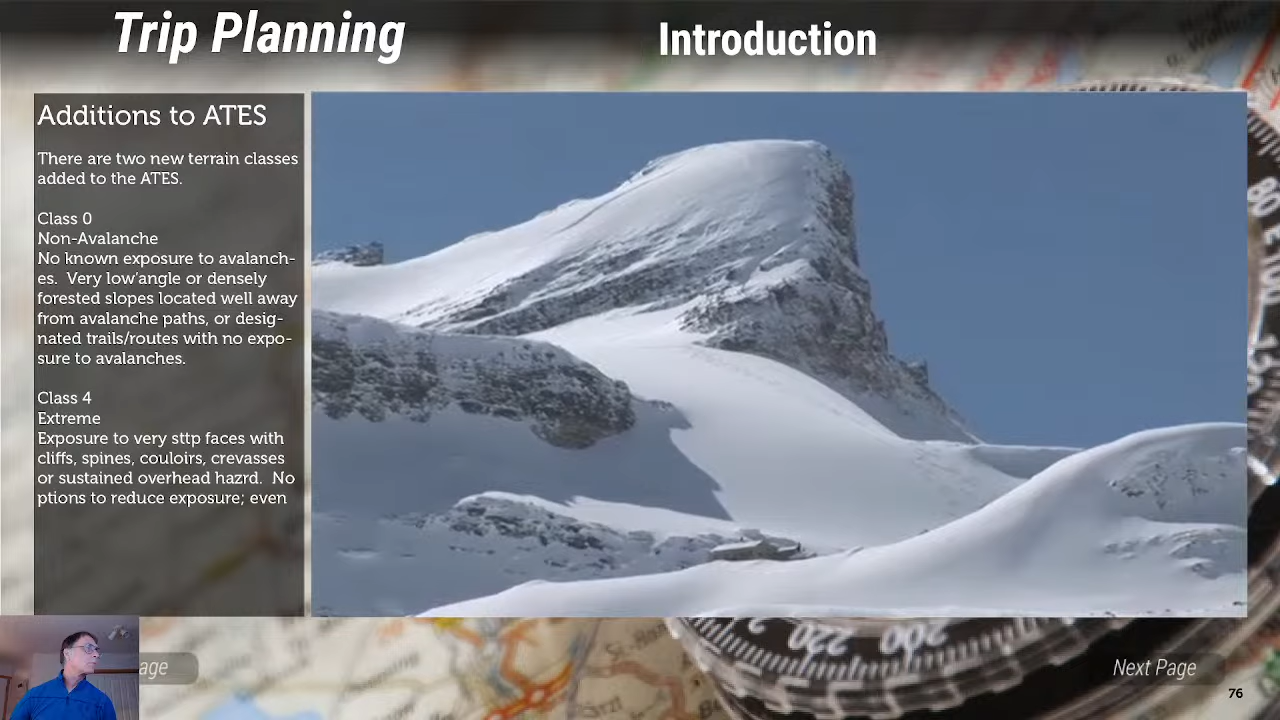 Trip Planning
Introduction
Additions to ATES
There are two new terrain classes
added to the ATES.
Class 0
Non-Avalanche
No known exposure to avalanch-
es.  Very low angle or densely
forested slopes located well away
from avalanche paths, or desig-
nated trails/routes with no expo-
sure to avalanches.
Class 4
Extreme
Exposure to very sttp faces with
cliffs, spines, couloirs, crevasses
or sustained overhead hazrd.  No
ptions to reduce exposure; even
age
Next Page
76
220
200
80